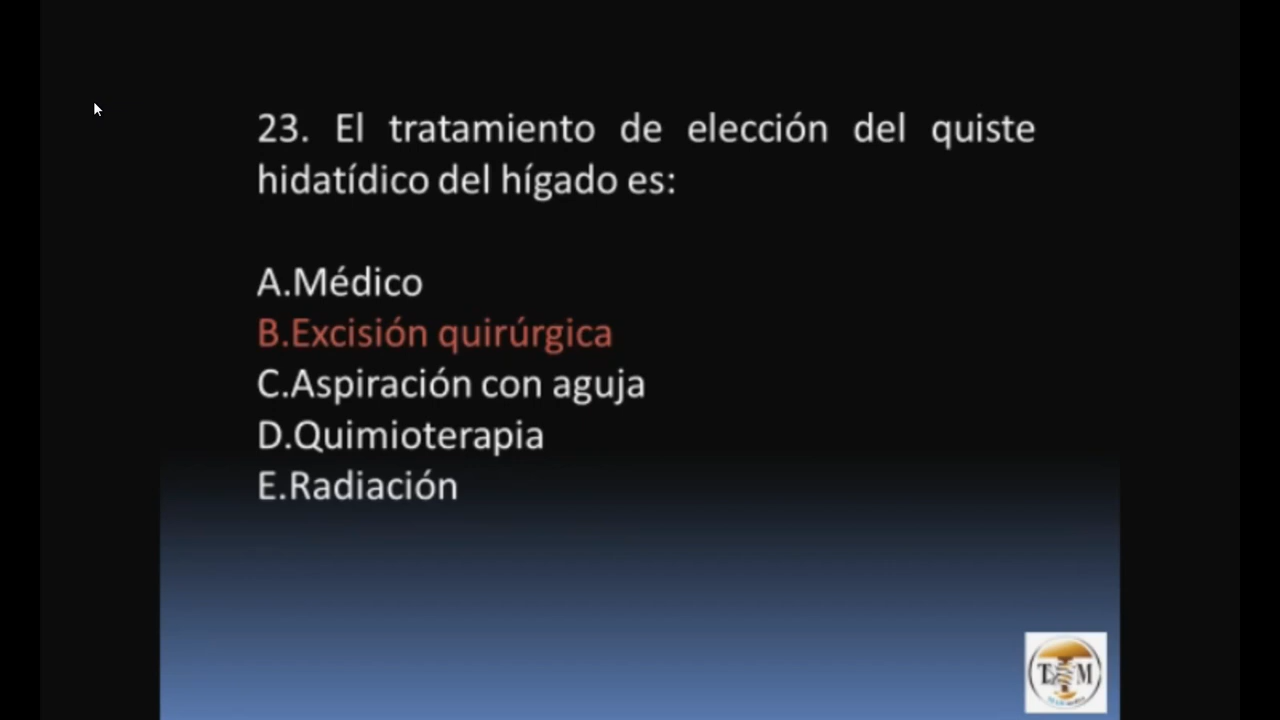 23. El tratamiento de elección del quiste
hidatídico del hígado es:
A.Médico
B.Excisión quirúrgica
C.Aspiración con aguja
D.Quimioterapia
E.Radiación